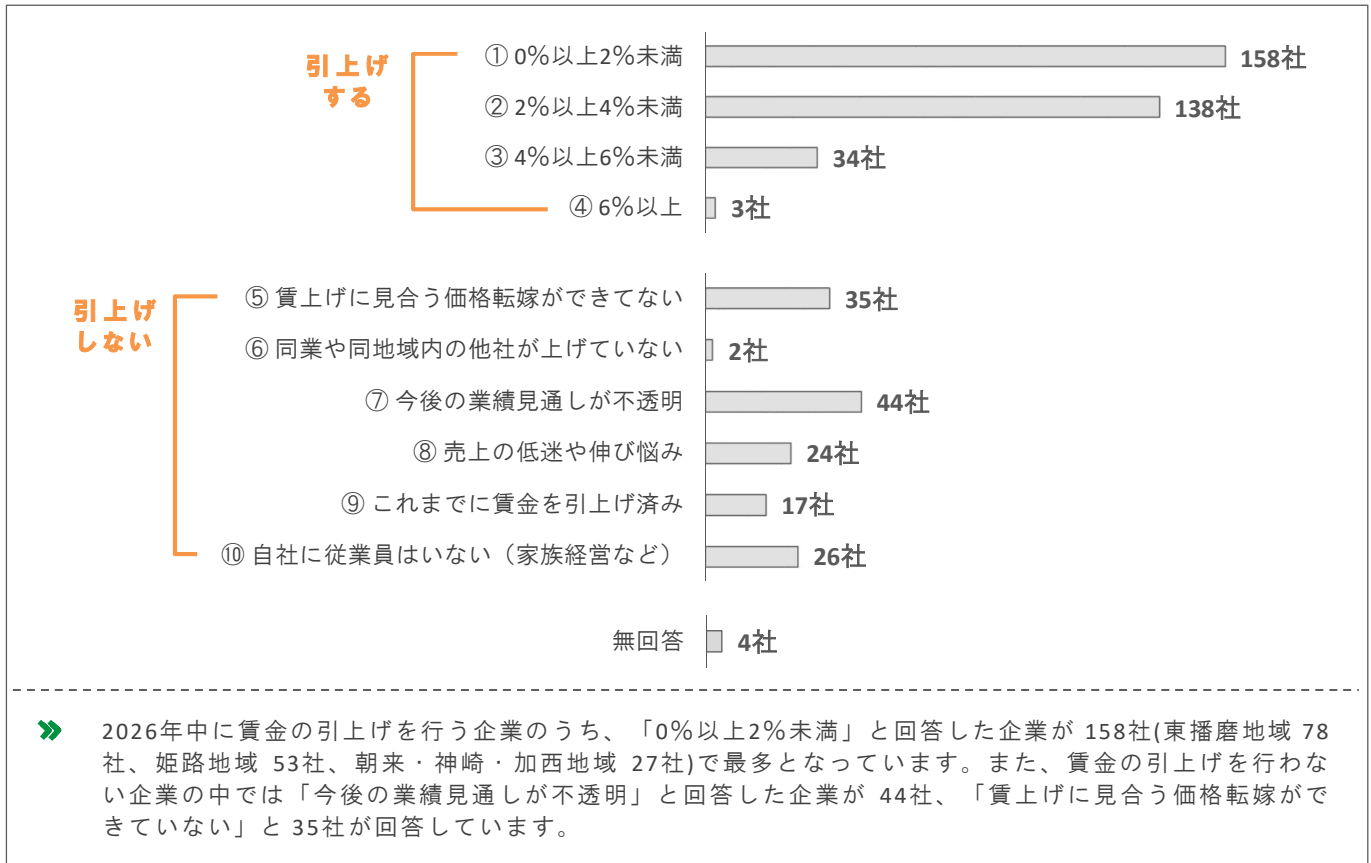 引上げ
する
① 0%以上2%未満 158社
② 2%以上4%未満 138社
③ 4%以上6%未満 34社
④ 6%以上 3社
引上げ
しない
⑤ 賃上げに見合う価格転嫁ができてない 35社
⑥ 同業や同地域内の他社が上げていない 2社
⑦ 今後の業績見通しが不透明 44社
⑧ 売上の低迷や伸び悩み 24社
⑨ これまでに賃金を引上げ済み 17社
⑩ 自社に従業員はいない（家族経営など） 26社
無回答 4社
2026年中に賃金の引上げを行う企業のうち、「0%以上2%未満」と回答した企業が 158社(東播磨地域 78
社、姫路地域 53社、朝来・神崎・加西地域 27社)で最多となっています。また、賃金の引上げを行わな
い企業の中では「今後の業績見通しが不透明」と回答した企業が 44社、「賃上げに見合う価格転嫁がで
きていない」と 35社が回答しています。